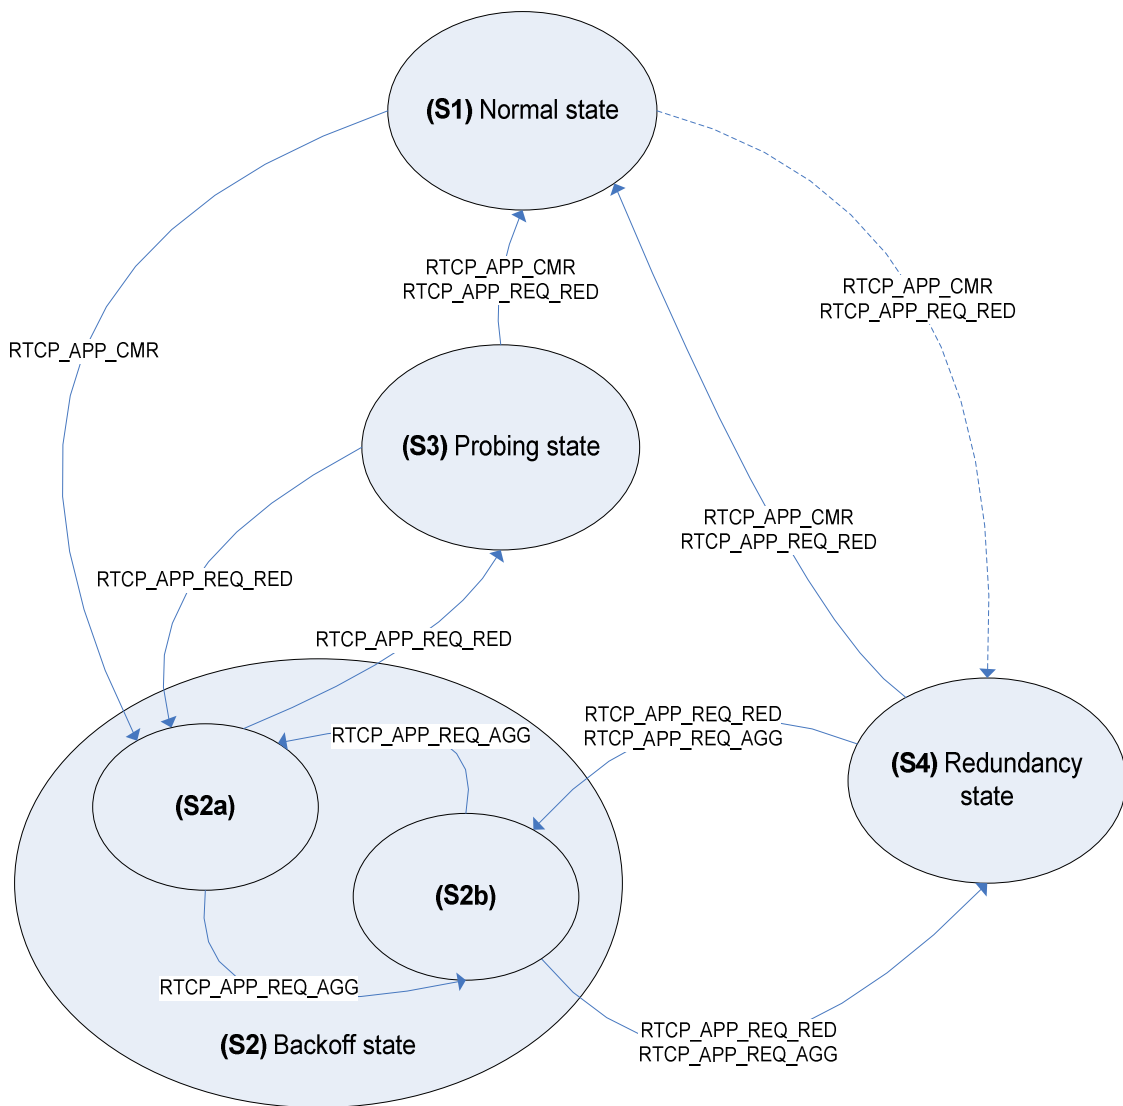 (S1) Normal state
RTCP_APP_CMR
RTCP_APP_REQ_RED
RTCP_APP_CMR
RTCP_APP_REQ_RED
RTCP_APP_CMR
(S3) Probing state
RTCP_APP_CMR
RTCP_APP_REQ_RED
RTCP_APP_REQ_RED
RTCP_APP_REQ_RED
RTCP_APP_REQ_RED
RTCP_APP_REQ_AGG
RTCP_APP_REQ_AGG
(S4) Redundancy
state
(S2a)
(S2b)
RTCP_APP_REQ_AGG
(S2) Backoff state
RTCP_APP_REQ_RED
RTCP_APP_REQ_AGG